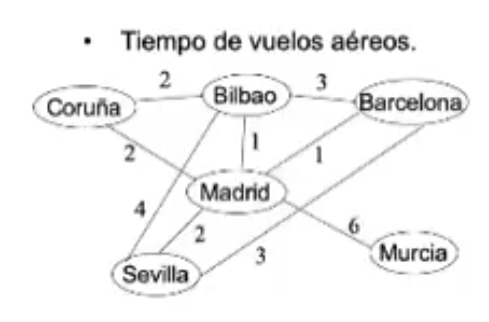 • Tiempo de vuelos aéreos.
2
3
Coruña
Bilbao
Barcelona
1
2
1
Madrid
4
2
6
3
Murcia
Sevilla